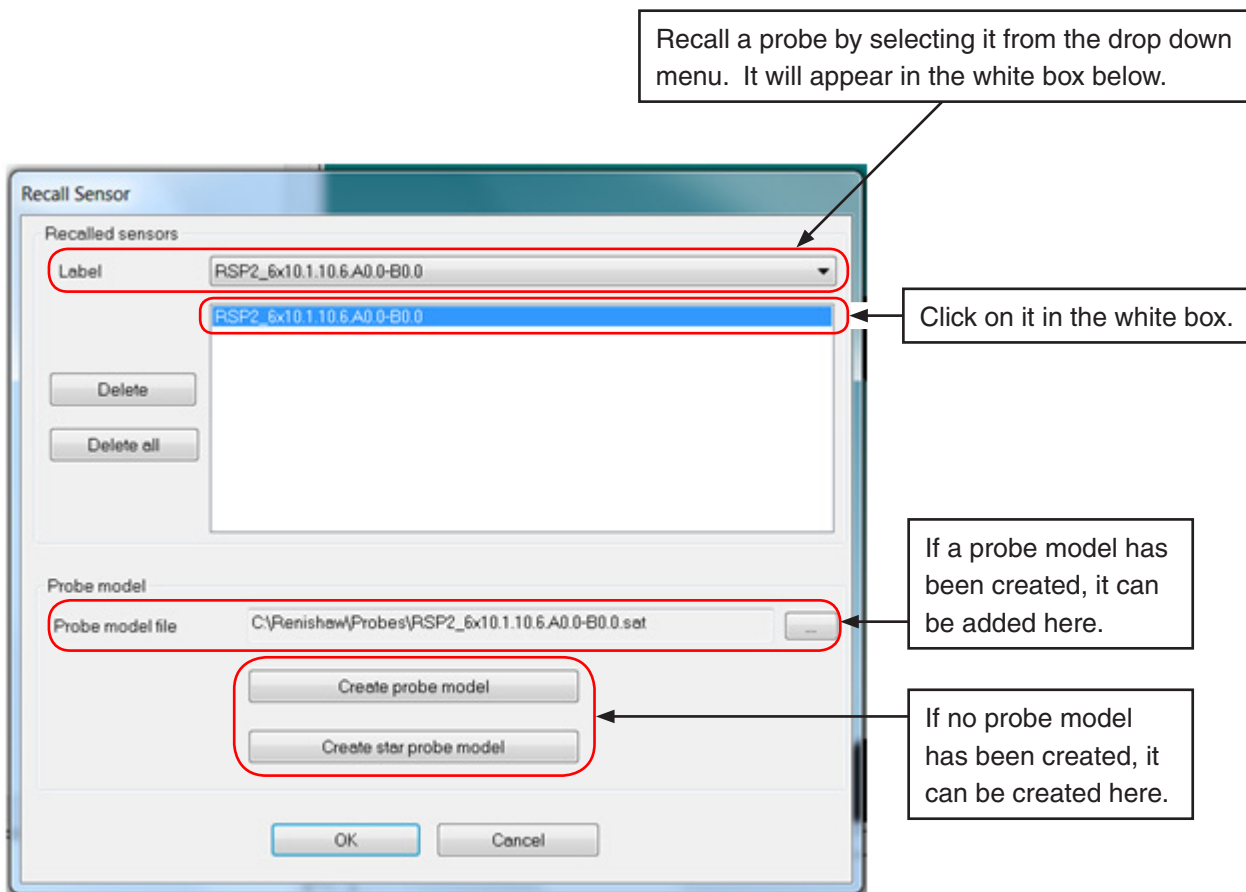 Recall a probe by selecting it from the drop down
menu. It will appear in the white box below.
Recall Sensor
Recalled sensors
Label
RSP2_6x10.1.10.6.A0.0-B0.0
RSP2_6x10.1.10.6.A0.0-B0.0
Click on it in the white box.
Delete
Delete all
If a probe model has
been created, it can
be added here.
Probe model
Probe model file
C:\Renishaw\Probes\RSP2_6x10.1.10.6.A0.0-B0.0.sat
...
Create probe model
Create star probe model
If no probe model
has been created, it
can be created here.
OK
Cancel